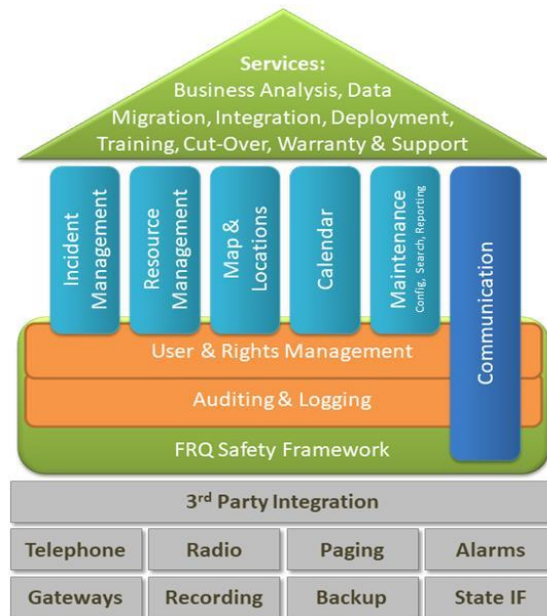 Services:
Business Analysis, Data
Migration, Integration, Deployment,
Training, Cut-Over, Warranty & Support
Incident
Management
Resource
Management
Map &
Locations
Calendar
Maintenance
Config, Search, Reporting
Communication
User & Rights Management
Auditing & Logging
FRQ Safety Framework
3rd Party Integration
Telephone
Radio
Paging
Alarms
Gateways
Recording
Backup
State IF